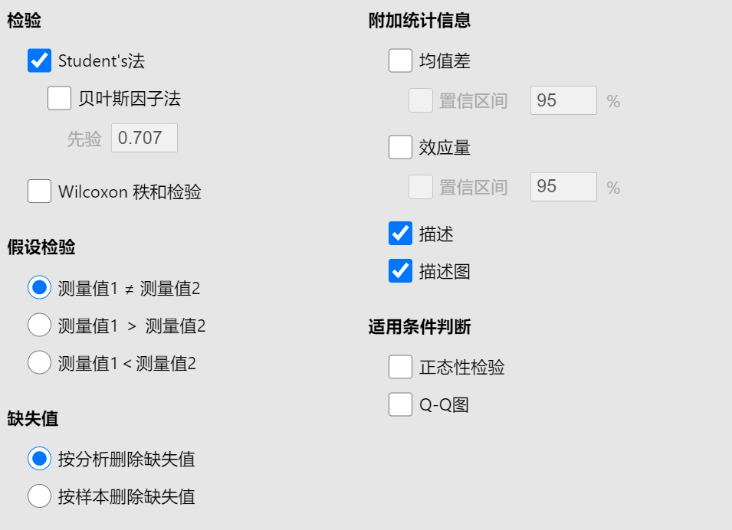 检验
Student's法
贝叶斯因子法
先验 0.707
Wilcoxon 秩和检验
假设检验
测量值1 ≠ 测量值2
测量值1 > 测量值2
测量值1 < 测量值2
缺失值
按分析删除缺失值
按样本删除缺失值
附加统计信息
均值差
置信区间 95 %
效应量
置信区间 95 %
描述
描述图
适用条件判断
正态性检验
Q-Q图